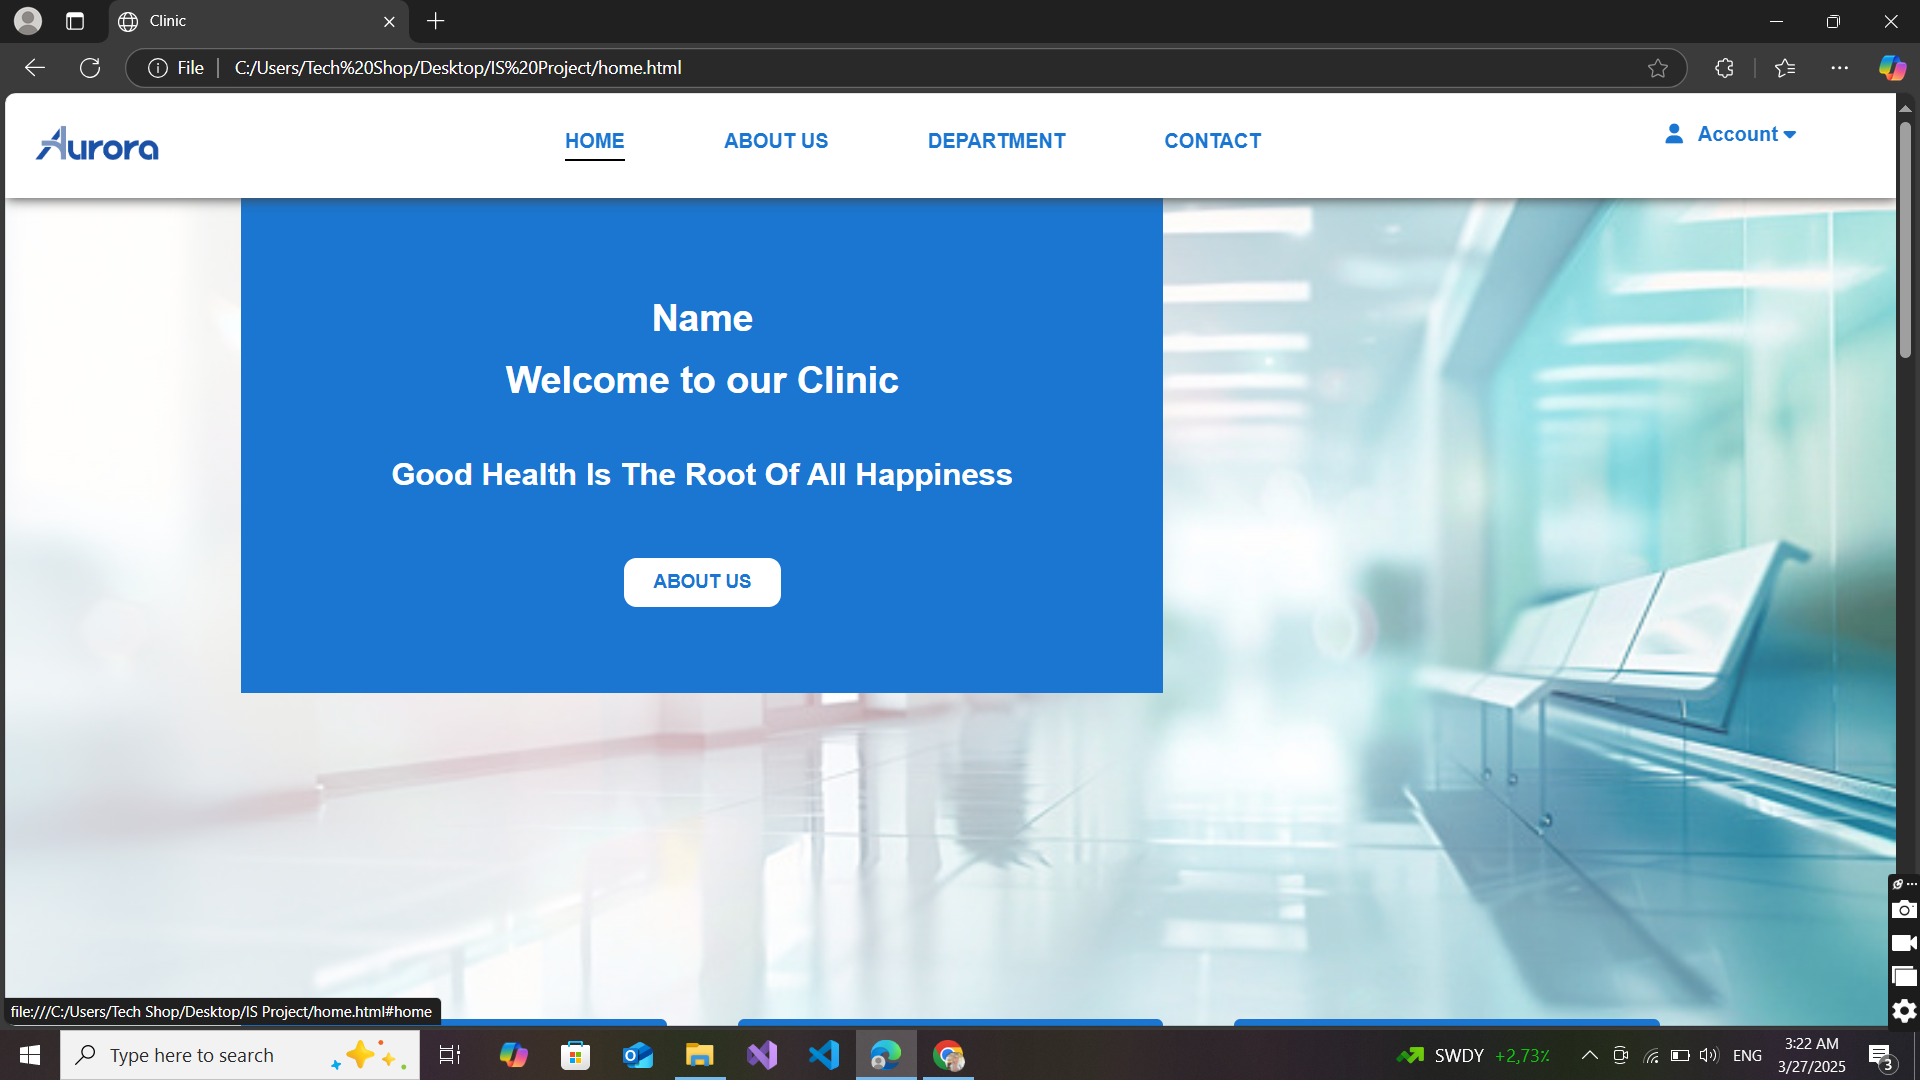 Clinic
File
C:/Users/Tech%20Shop/Desktop/IS%20Project/home.html
Aurora
HOME
ABOUT US
DEPARTMENT
CONTACT
Account
Name
Welcome to our Clinic
Good Health Is The Root Of All Happiness
ABOUT US
file:///C:/Users/Tech Shop/Desktop/IS Project/home.html#home
Type here to search
SWDY +2,73%
ENG
3:22 AM
3/27/2025
3